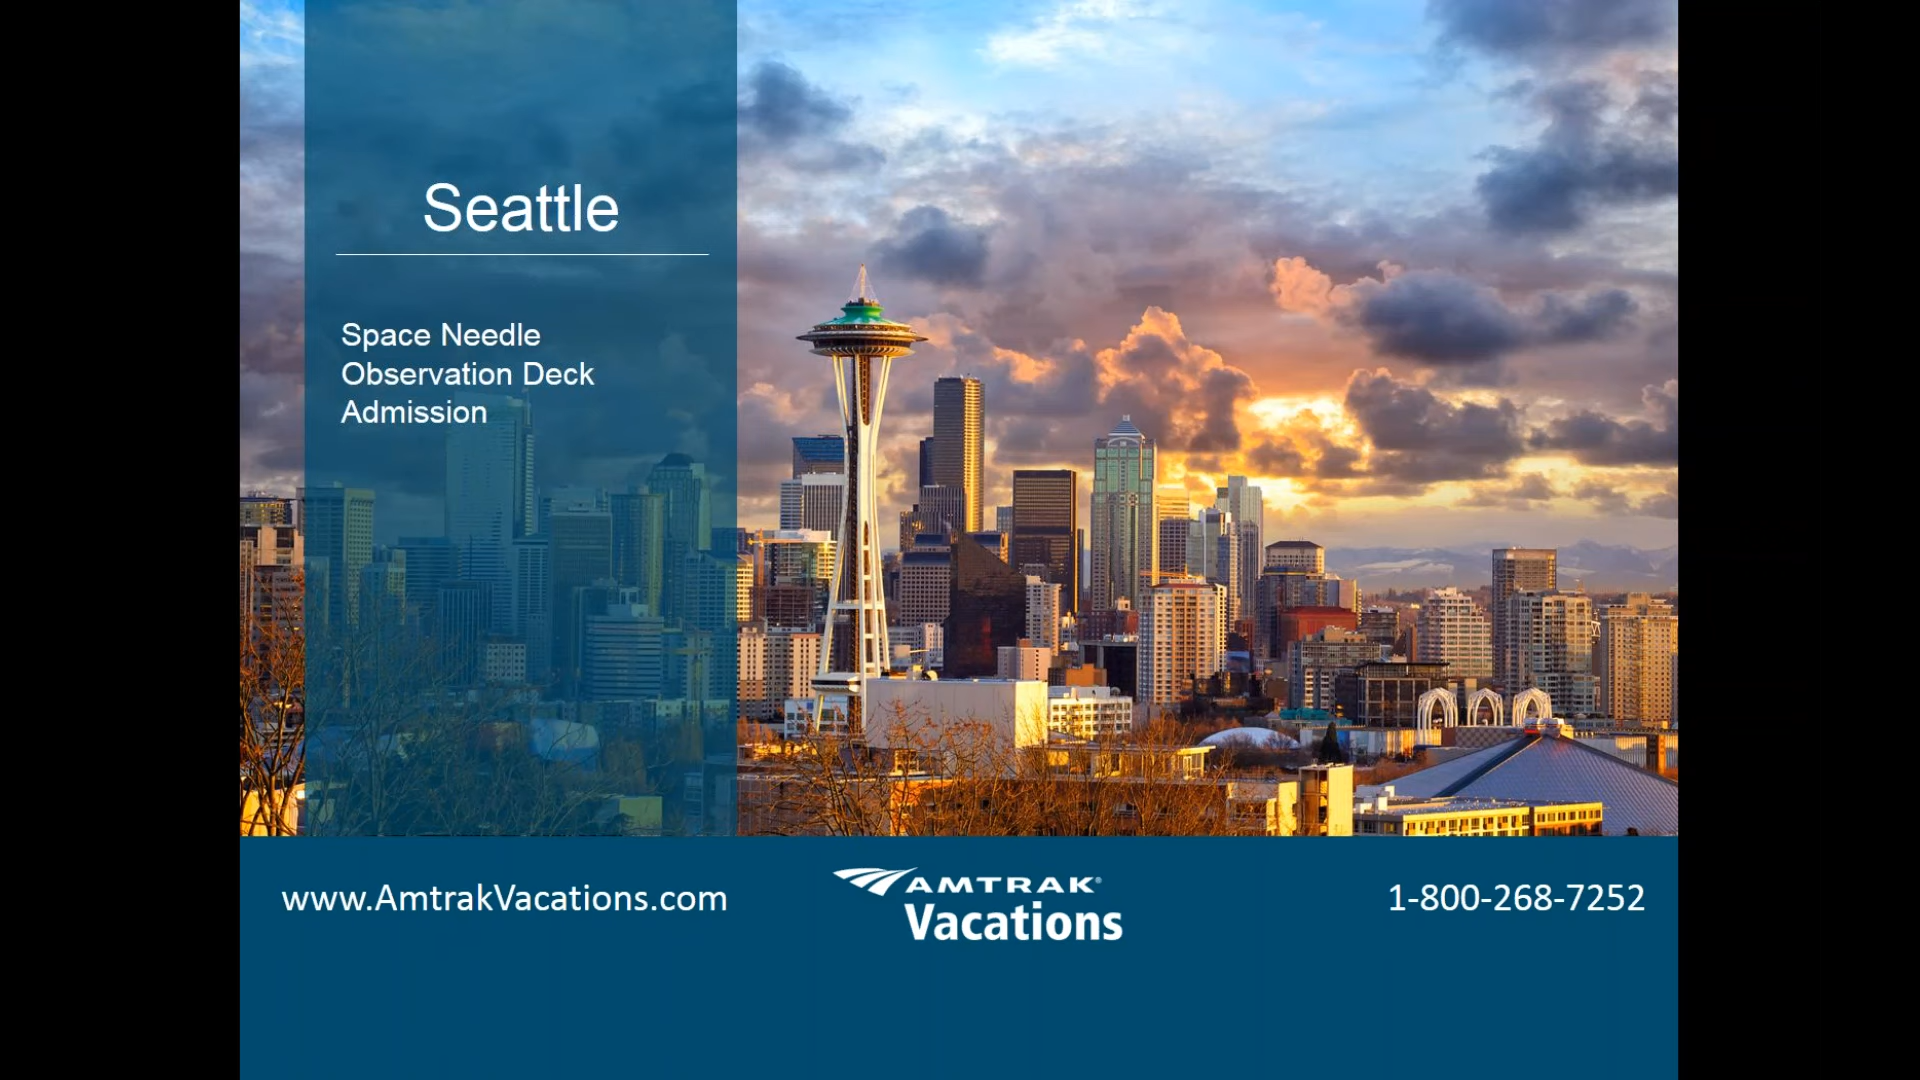 Seattle
Space Needle
Observation Deck
Admission
www.AmtrakVacations.com
AMTRAK®
Vacations
1-800-268-7252